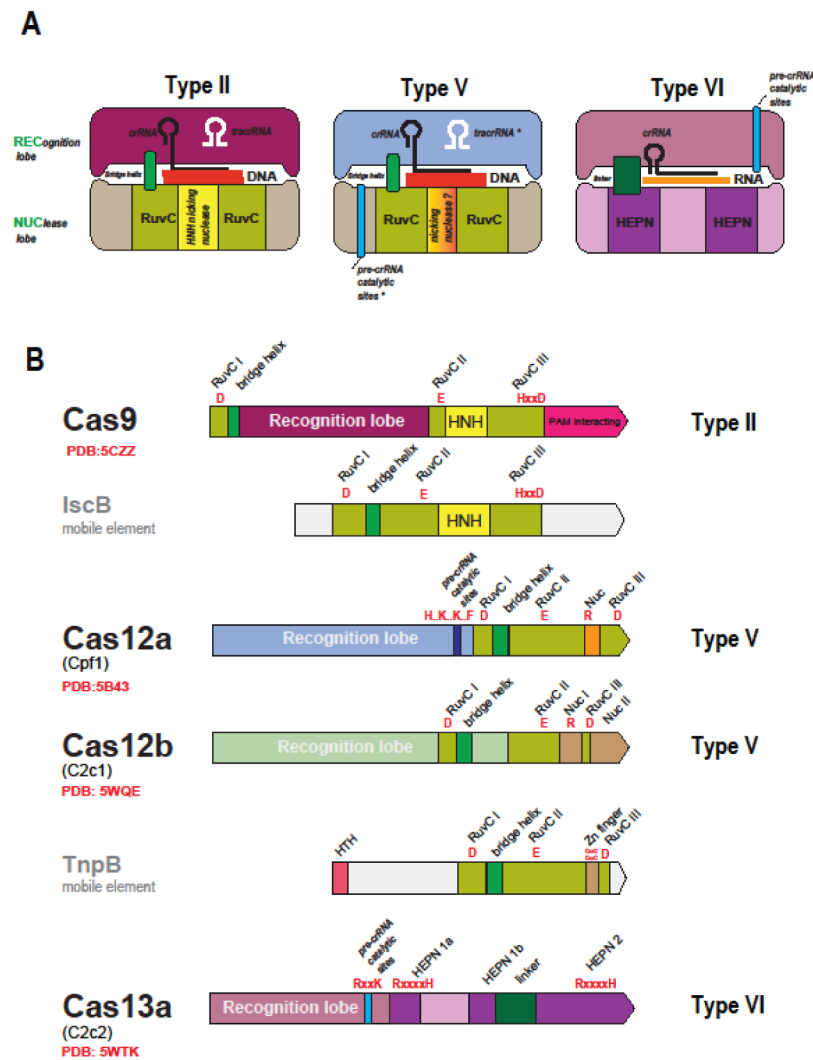 A
Type II
Type V
Type VI
pre-crRNA
catalytic
sites
RECognition
lobe
crRNA
tracrRNA
Bridge helix
DNA
crRNA
tracrRNA *
Bridge helix
DNA
crRNA
linker
RNA
NUClease
lobe
RuvC
HNH nicking
nuclease
RuvC
RuvC
nicking
nuclease ?
RuvC
HEPN
HEPN
pre-crRNA
catalytic
sites *
B
RuvC I
bridge helix
RuvC II
RuvC III
D
E
HxxD
Cas9
Recognition lobe
HNH
PAM Interacting
Type II
PDB:5CZZ
RuvC I
bridge helix
RuvC II
RuvC III
D
E
HxxD
IscB
mobile element
HNH
pre-crRNA
catalytic
sites
RuvC I
bridge helix
RuvC II
Nuc
RuvC III
H..K...K..F
D
E
R
D
Cas12a
(Cpf1)
Recognition lobe
Type V
PDB:5B43
RuvC I
bridge helix
RuvC II
Nuc I
RuvC III
Nuc II
D
E
R
D
Cas12b
(C2c1)
Recognition lobe
Type V
PDB: 5WQE
HTH
RuvC I
bridge helix
RuvC II
Zn finger
RuvC III
D
E
D
TnpB
mobile element
pre-crRNA
catalytic
sites
HEPN 1a
HEPN 1b
linker
HEPN 2
RxxK
RxxxxH
RxxxxH
Cas13a
(C2c2)
Recognition lobe
Type VI
PDB: 5WTK